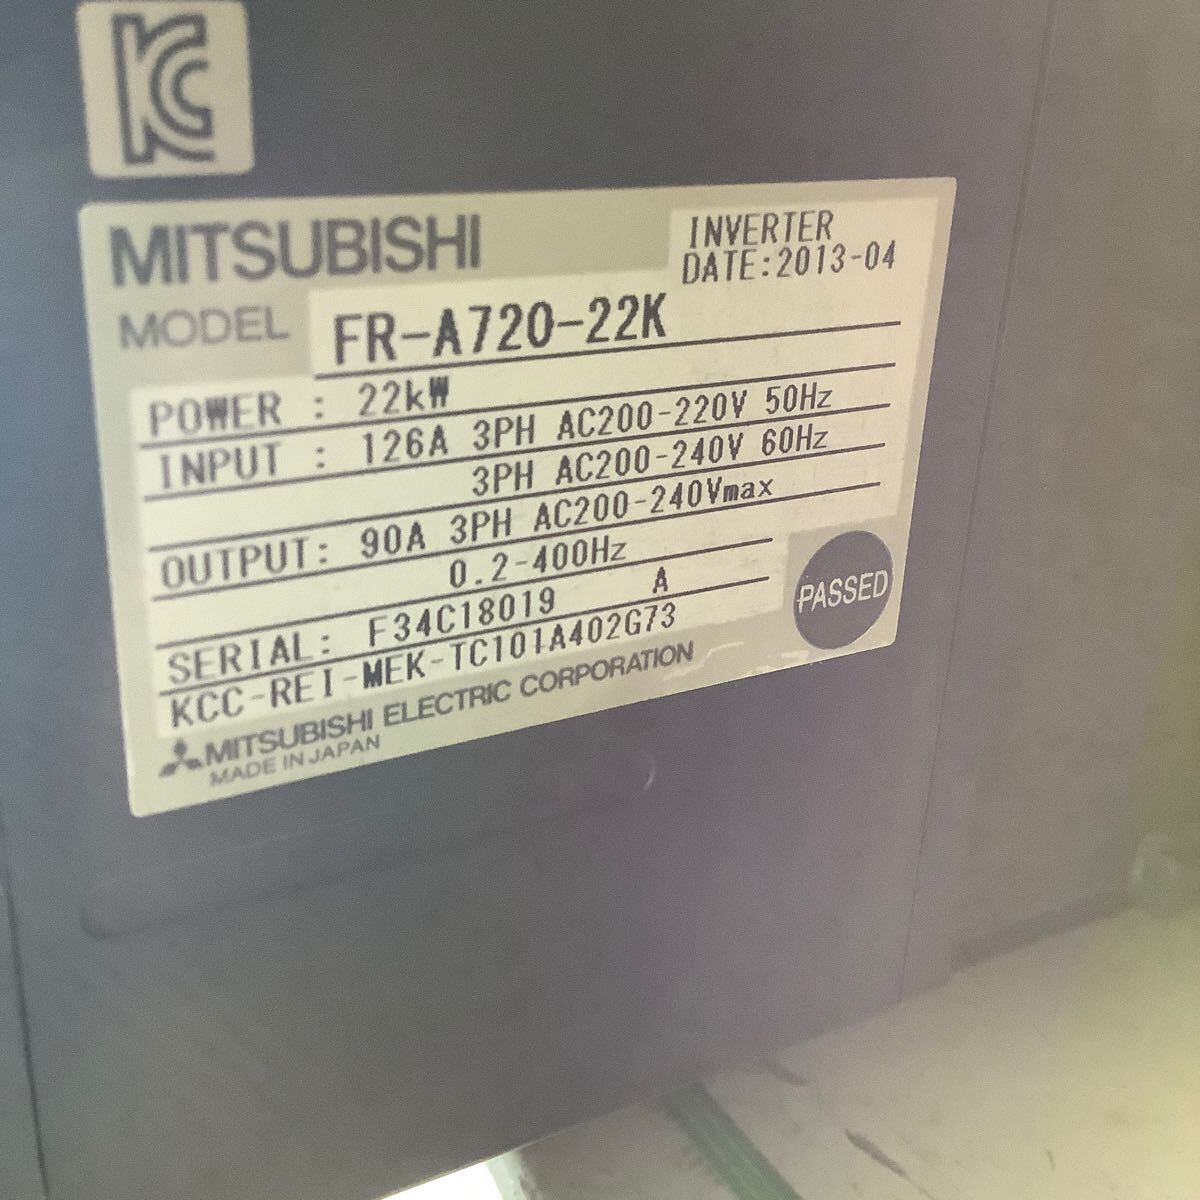 KC
MITSUBISHI
INVERTER
DATE:2013-04
MODEL FR-A720-22K
POWER : 22kW
INPUT : 126A 3PH AC200-220V 50Hz
3PH AC200-240V 60Hz
OUTPUT: 90A 3PH AC200-240Vmax
0.2-400Hz
SERIAL: F34C18019 A
PASSED
KCC-REI-MEK-TC101A402G73
MITSUBISHI ELECTRIC CORPORATION
MADE IN JAPAN